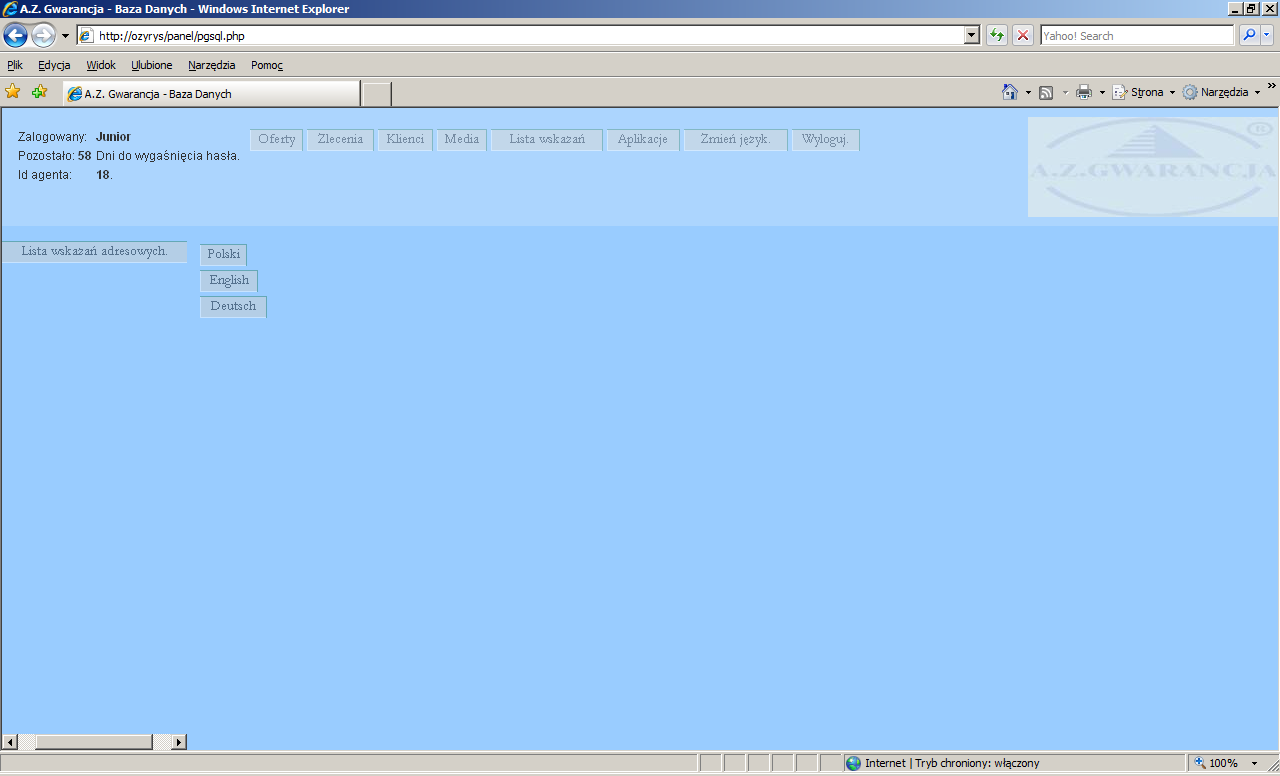 A.Z. Gwarancja - Baza Danych - Windows Internet Explorer
http://ozyrys/panel/pgsql.php
Yahoo! Search
Plik Edycja Widok Ulubione Narzędzia Pomoc
A.Z. Gwarancja - Baza Danych
Strona Narzędzia
Zalogowany: Junior
Pozostało: 58 Dni do wygaśnięcia hasła.
Id agenta: 18.
Oferty Zlecenia Klienci Media Lista wskazań Aplikacje Zmień język. Wyloguj.
R
A.Z.GWARANCJA
Lista wskazań adresowych.
Polski
English
Deutsch
Internet | Tryb chroniony: włączony
100%